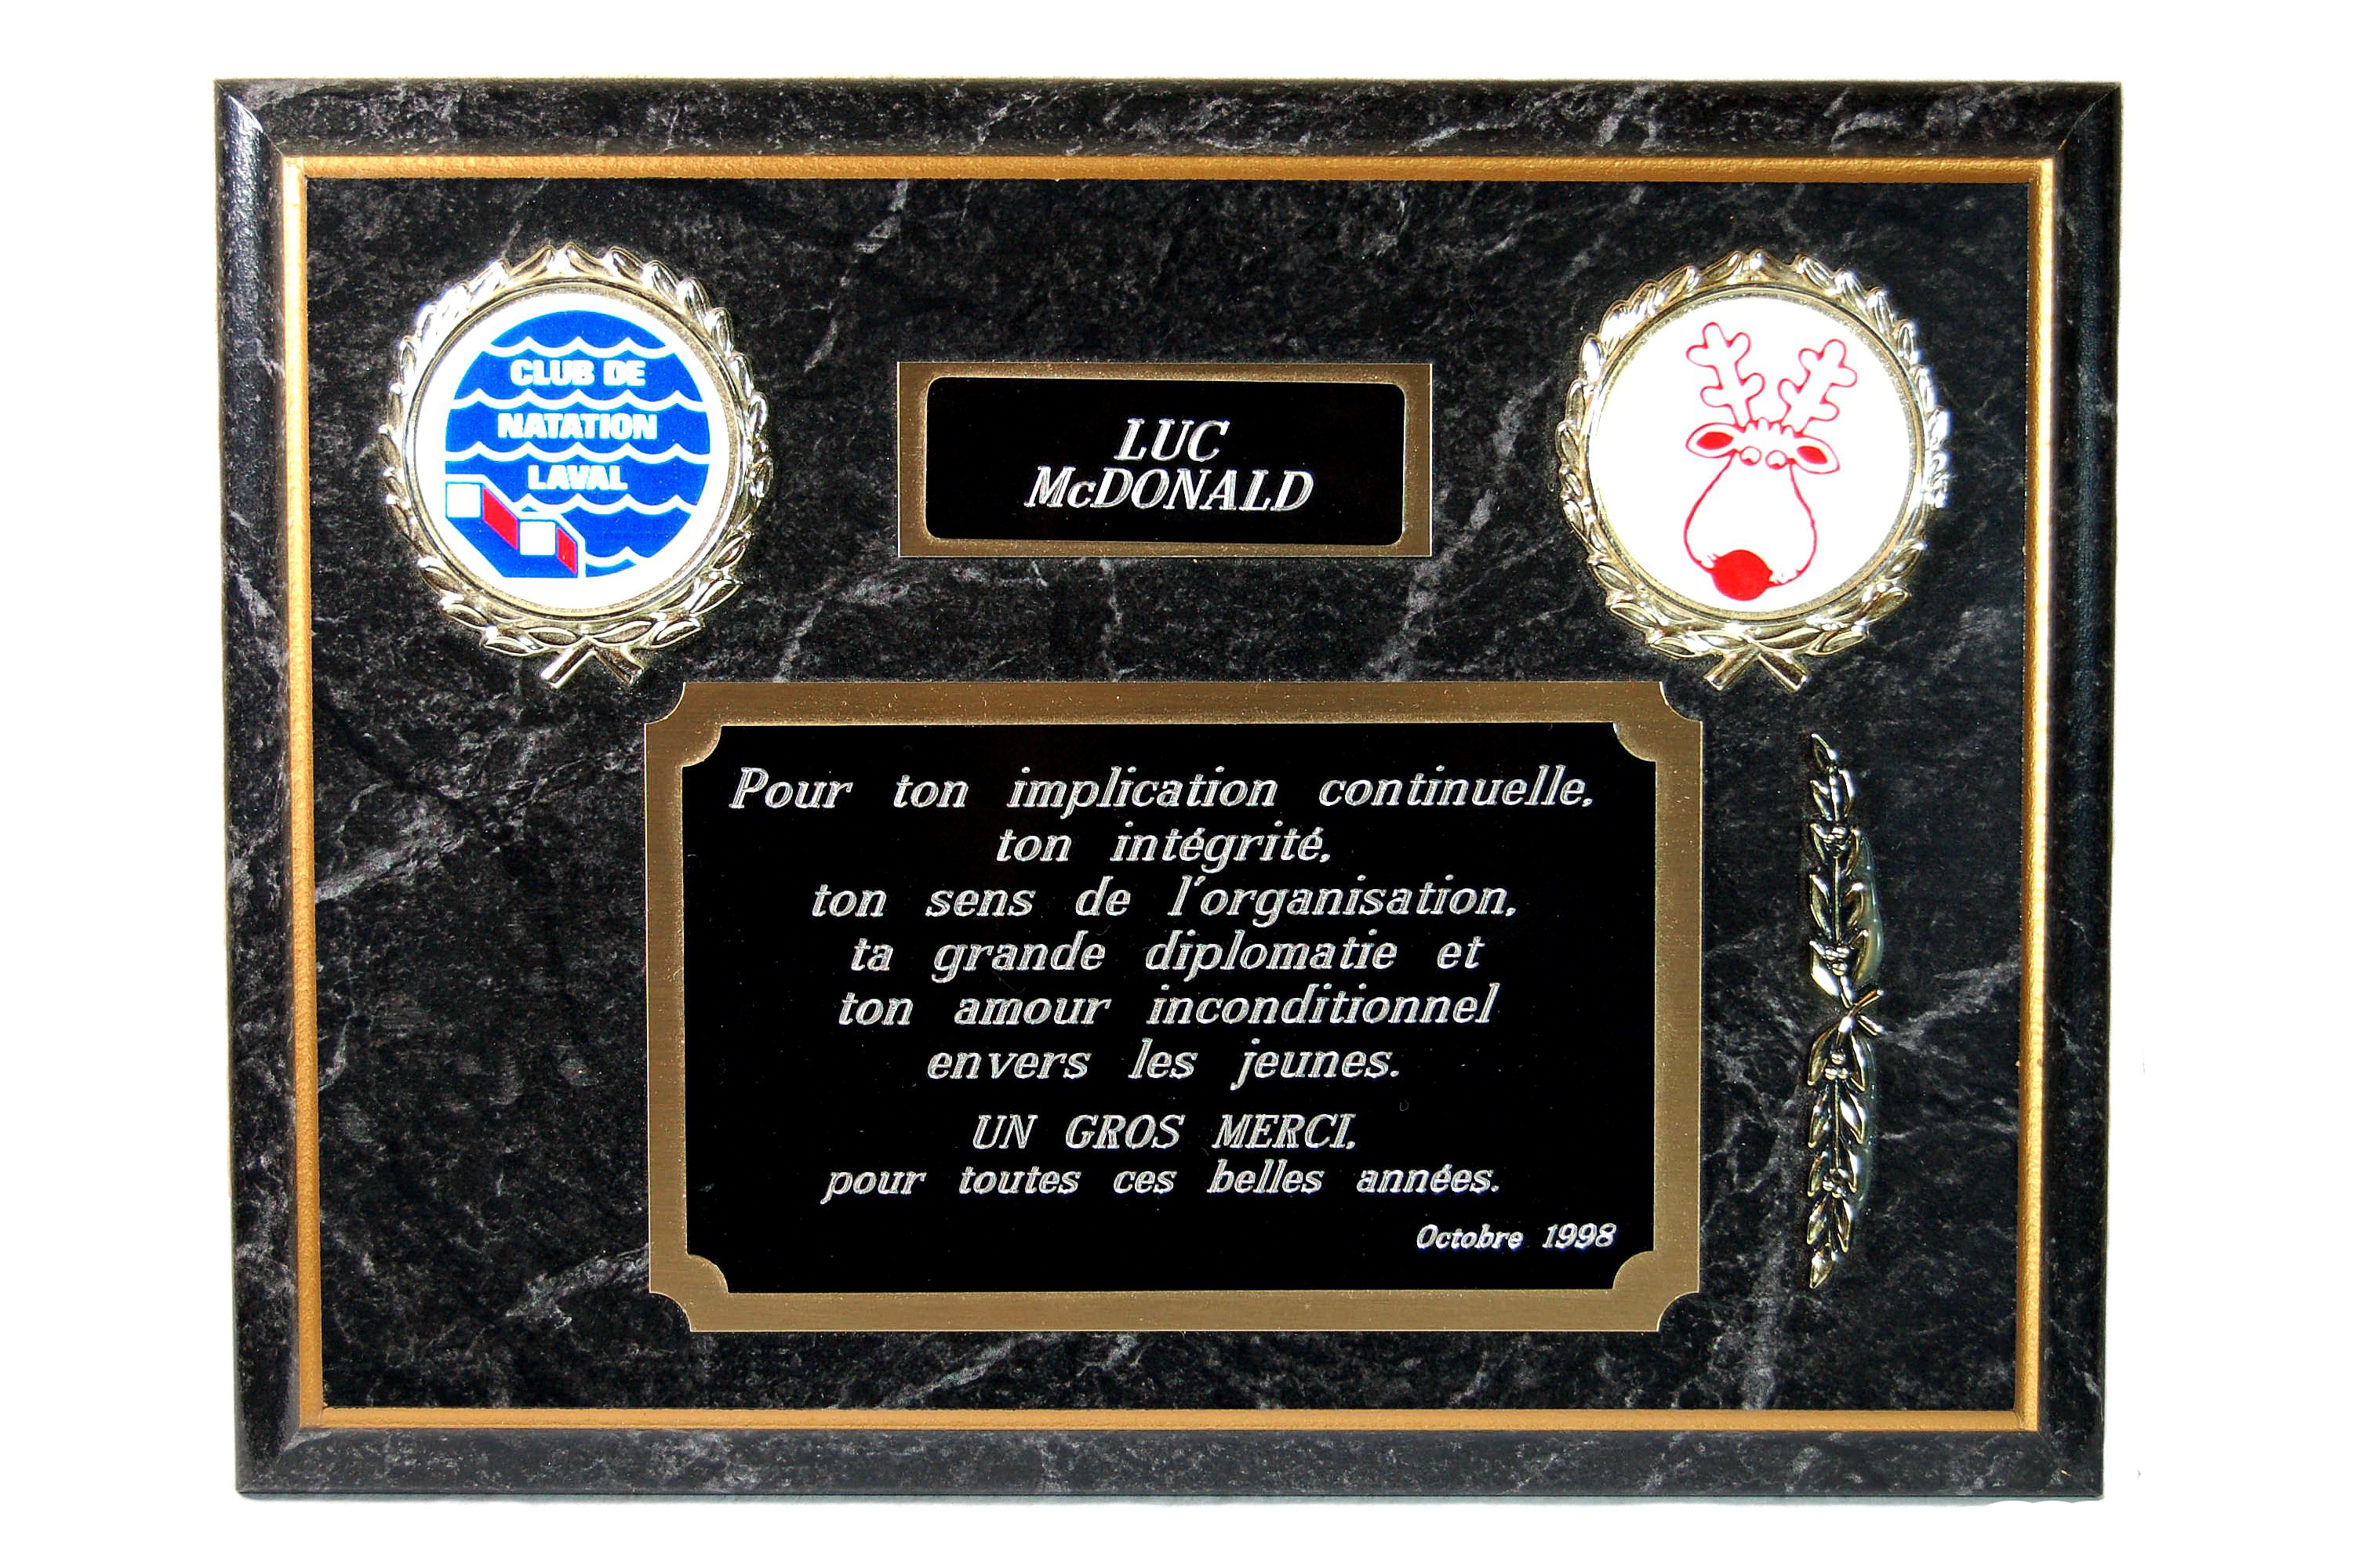 CLUB DE
NATATION
LAVAL
LUC
McDONALD
Pour ton implication continuelle,
ton intégrité,
ton sens de l'organisation,
ta grande diplomatie et
ton amour inconditionnel
envers les jeunes.
UN GROS MERCI,
pour toutes ces belles années.
Octobre 1998